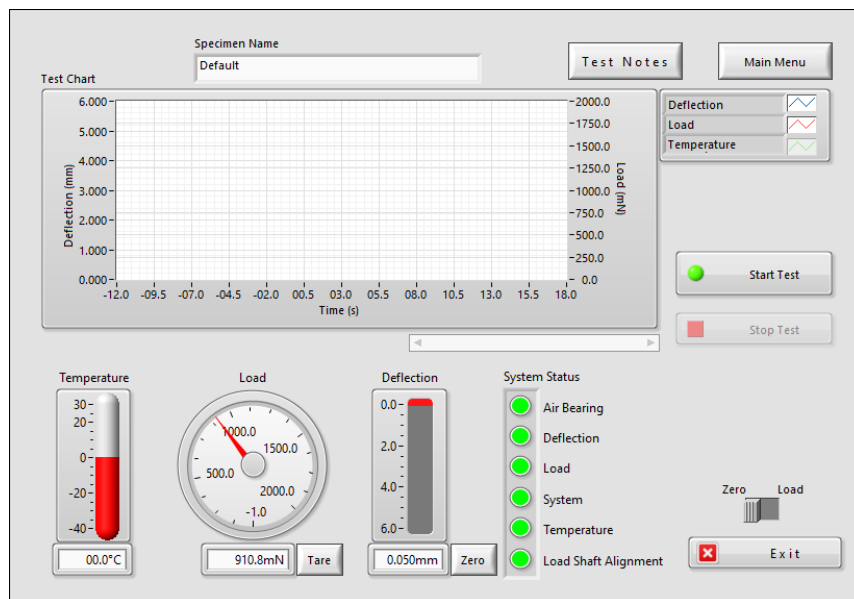 Specimen Name
Default
Test Notes
Main Menu
Test Chart
6.000
5.000
4.000
3.000
2.000
1.000
0.000
Deflection (mm)
2000.0
1750.0
1500.0
1250.0
1000.0
750.0
500.0
250.0
0.0
Load (mN)
-12.0 -09.5 -07.0 -04.5 -02.0 00.5 03.0 05.5 08.0 10.5 13.0 15.5 18.0
Time (s)
Deflection
Load
Temperature
Start Test
Stop Test
Temperature
30
20
0
-20
-40
00.0°C
Load
1000.0
1500.0
500.0
2000.0
-1.0
910.8mN Tare
Deflection
0.0
2.0
4.0
6.0
0.050mm Zero
System Status
Air Bearing
Deflection
Load
System
Temperature
Load Shaft Alignment
Zero Load
Exit